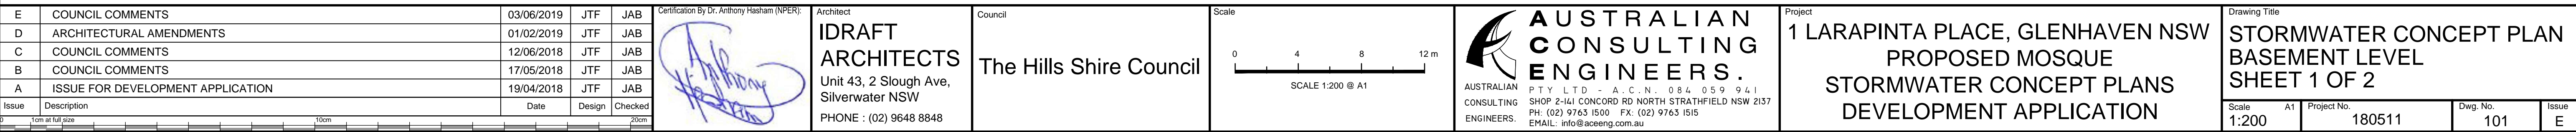 E COUNCIL COMMENTS 03/06/2019 JTF JAB
D ARCHITECTURAL AMENDMENTS 01/02/2019 JTF JAB
C COUNCIL COMMENTS 12/06/2018 JTF JAB
B COUNCIL COMMENTS 17/05/2018 JTF JAB
A ISSUE FOR DEVELOPMENT APPLICATION 19/04/2018 JTF JAB
Issue Description Date Design Checked
0 1cm at full size 10cm 20cm
Certification By Dr. Anthony Hasham (NPER):
Anthony
Hasham
Architect
IDRAFT
ARCHITECTS
Unit 43, 2 Slough Ave,
Silverwater NSW
PHONE : (02) 9648 8848
Council
The Hills Shire Council
Scale
0 4 8 12 m
SCALE 1:200 @ A1
AUSTRALIAN
CONSULTING
ENGINEERS.
AUSTRALIAN
CONSULTING
ENGINEERS.
PTY LTD - A.C.N. 084 059 941
SHOP 2-141 CONCORD RD NORTH STRATHFIELD NSW 2137
PH: (02) 9763 1500 FX: (02) 9763 1515
EMAIL: info@aceeng.com.au
Project
1 LARAPINTA PLACE, GLENHAVEN NSW
PROPOSED MOSQUE
STORMWATER CONCEPT PLANS
DEVELOPMENT APPLICATION
Drawing Title
STORMWATER CONCEPT PLAN
BASEMENT LEVEL
SHEET 1 OF 2
Scale A1 Project No. Dwg. No. Issue
1:200 180511 101 E